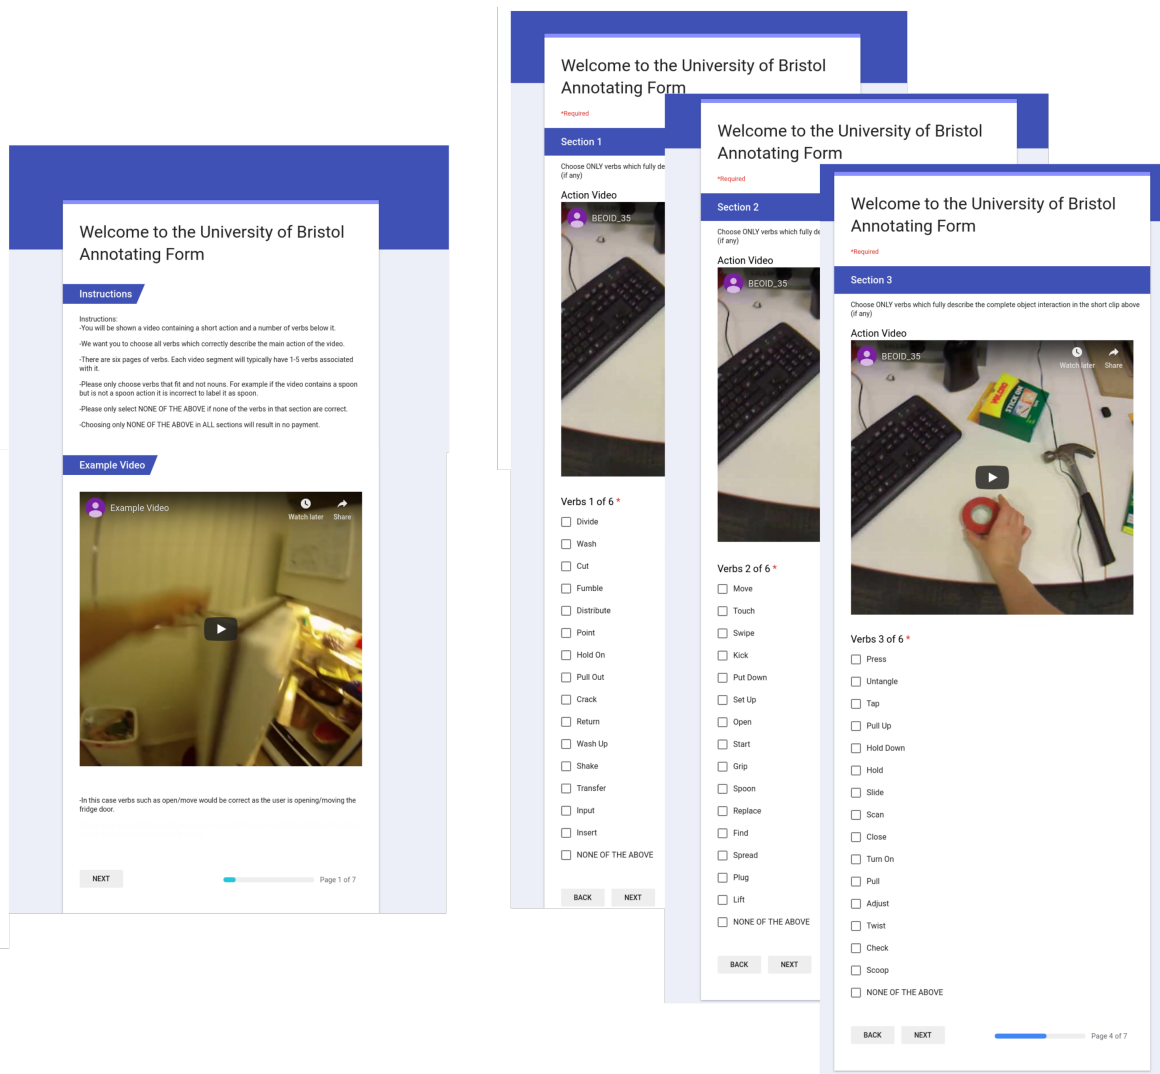 Welcome to the University of Bristol
Annotating Form
Instructions
Instructions:
-You will be shown a video containing a short action and a number of verbs below it.
-We want you to choose all verbs which correctly describe the main action of the video.
-There are six pages of verbs. Each video segment will typically have 1-5 verbs associated
with it.
-Please only choose verbs that fit and not nouns. For example if the video contains a spoon
but is not a spoon action it is incorrect to label it as spoon.
-Please only select NONE OF THE ABOVE if none of the verbs in that section are correct.
-Choosing only NONE OF THE ABOVE in ALL sections will result in no payment.
Example Video
Example Video
Watch later
Share
-In this case verbs such as open/move would be correct as the user is opening/moving the
fridge door.
NEXT
Page 1 of 7
Welcome to the University of Bristol
Annotating Form
*Required
Section 1
Choose ONLY verbs which fully de
(if any)
Action Video
BEOID_35
Verbs 1 of 6 *
Divide
Wash
Cut
Fumble
Distribute
Point
Hold On
Pull Out
Crack
Return
Wash Up
Shake
Transfer
Input
Insert
NONE OF THE ABOVE
BACK
NEXT
Welcome to the University of Bristol
Annotating Form
*Required
Section 2
Choose ONLY verbs which fully de
(if any)
Action Video
BEOID_35
Verbs 2 of 6 *
Move
Touch
Swipe
Kick
Put Down
Set Up
Open
Start
Grip
Spoon
Replace
Find
Spread
Plug
Lift
NONE OF THE ABOVE
BACK
NEXT
Welcome to the University of Bristol
Annotating Form
*Required
Section 3
Choose ONLY verbs which fully describe the complete object interaction in the short clip above
(if any)
Action Video
BEOID_35
Watch later
Share
VELCRO
STICK ON
Verbs 3 of 6 *
Press
Untangle
Tap
Pull Up
Hold Down
Hold
Slide
Scan
Close
Turn On
Pull
Adjust
Twist
Check
Scoop
NONE OF THE ABOVE
BACK
NEXT
Page 4 of 7